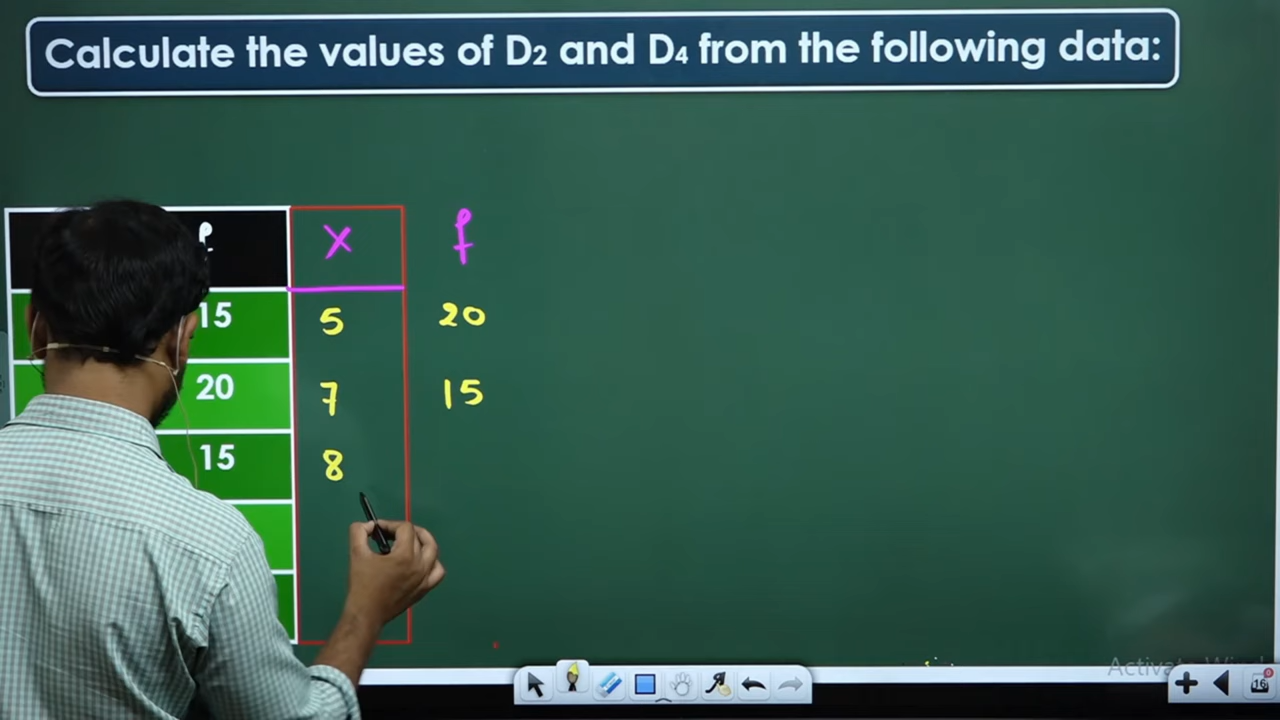 Calculate the values of D2 and D4 from the following data:
f X f
15 5 20
20 7 15
15 8
16